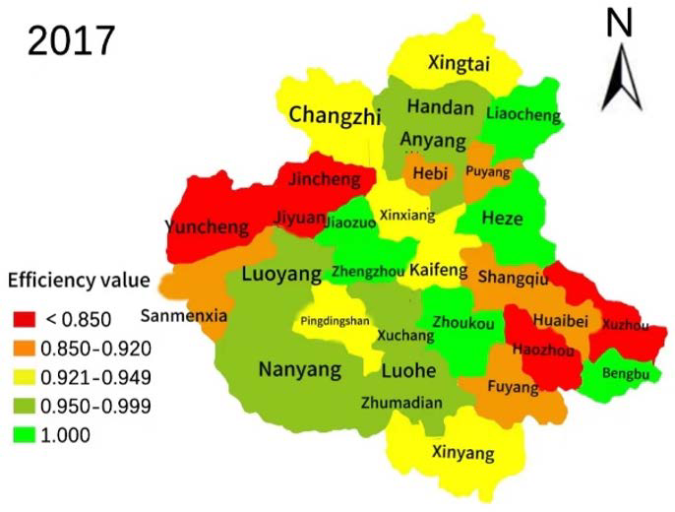 2017
N
Xingtai
Changzhi
Handan
Liaocheng
Anyang
Hebi
Puyang
Jincheng
Yuncheng
Jiyuan
Jiaozuo
Xinxiang
Heze
Luoyang
Zhengzhou
Kaifeng
Shangqiu
Efficiency value
< 0.850
0.850-0.920
0.921-0.949
0.950-0.999
1.000
Sanmenxia
Pingdingshan
Xuchang
Zhoukou
Huaibei
Xuzhou
Haozhou
Nanyang
Luohe
Fuyang
Bengbu
Zhumadian
Xinyang